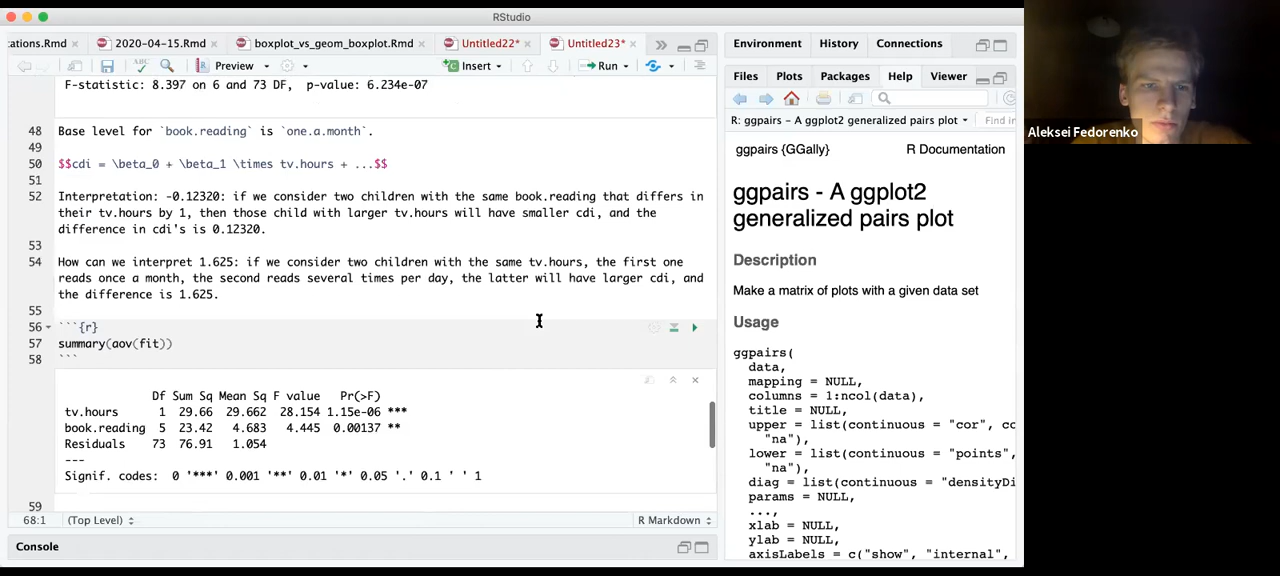 RStudio
:ations.Rmd × 2020-04-15.Rmd × boxplot_vs_geom_boxplot.Rmd × Untitled22* × Untitled23* ×
Preview Insert Run
F-statistic: 8.397 on 6 and 73 DF, p-value: 6.234e-07
48 Base level for `book.reading` is `one.a.month`.
49
50 $$cdi = \beta_0 + \beta_1 \times tv.hours + ...$$
51
52 Interpretation: -0.12320: if we consider two children with the same book.reading that differs in
their tv.hours by 1, then those child with larger tv.hours will have smaller cdi, and the
difference in cdi's is 0.12320.
53
54 How can we interpret 1.625: if we consider two children with the same tv.hours, the first one
reads once a month, the second reads several times per day, the latter will have larger cdi, and
the difference is 1.625.
55
56 ```{r}
57 summary(aov(fit))
58 ```
Df Sum Sq Mean Sq F value Pr(>F)
tv.hours 1 29.66 29.662 28.154 1.15e-06 ***
book.reading 5 23.42 4.683 4.445 0.00137 **
Residuals 73 76.91 1.054
---
Signif. codes: 0 '***' 0.001 '**' 0.01 '*' 0.05 '.' 0.1 ' ' 1
59
68:1 (Top Level) R Markdown
Console
Environment History Connections
Files Plots Packages Help Viewer
R: ggpairs - A ggplot2 generalized pairs plot Find in
ggpairs {GGally} R Documentation
ggpairs - A ggplot2
generalized pairs plot
Description
Make a matrix of plots with a given data set
Usage
ggpairs(
data,
mapping = NULL,
columns = 1:ncol(data),
title = NULL,
upper = list(continuous = "cor", co
"na"),
lower = list(continuous = "points",
"na"),
diag = list(continuous = "densityDi
params = NULL,
...,
xlab = NULL,
ylab = NULL,
axisLabels = c("show", "internal",
Aleksei Fedorenko